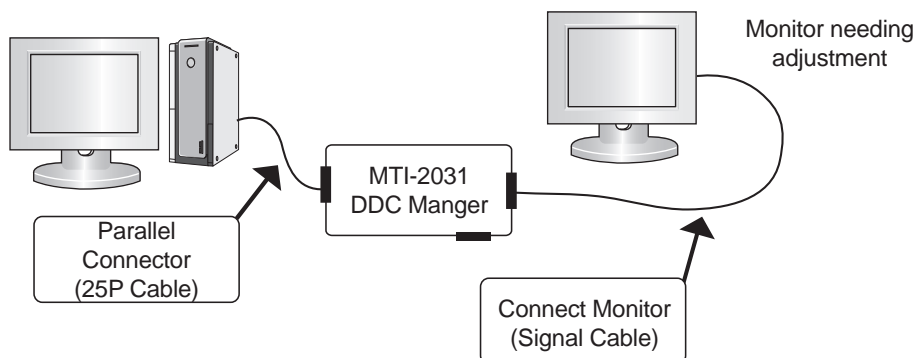 Monitor needing
adjustment
MTI-2031
DDC Manger
Parallel
Connector
(25P Cable)
Connect Monitor
(Signal Cable)